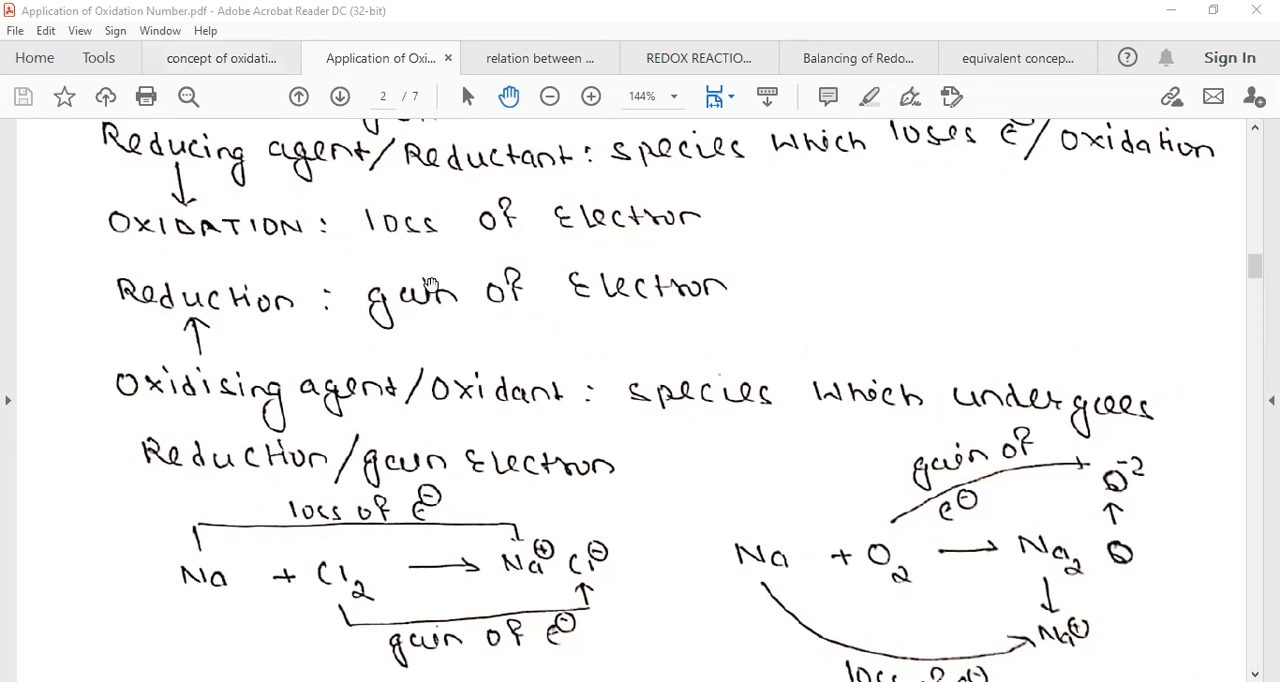 Application of Oxidation Number.pdf - Adobe Acrobat Reader DC (32-bit)
File Edit View Sign Window Help
Home Tools concept of oxidati... Application of Oxi... × relation between ... REDOX REACTIO... Balancing of Redo... equivalent concep... Sign In
2 / 7 144%
Reducing agent/Reductant: species which loses e⁻/oxidation
OXIDATION: loss of Electron
Reduction: gain of Electron
Oxidising agent/Oxidant: species which undergoes
Reduction/gain Electron
loss of e⊖
Na + Cl₂ → Na⊕ Cl⊖
gain of e⊖
gain of e⊖
O⁻²
Na + O₂ → Na₂ O
Na⊕
loss of